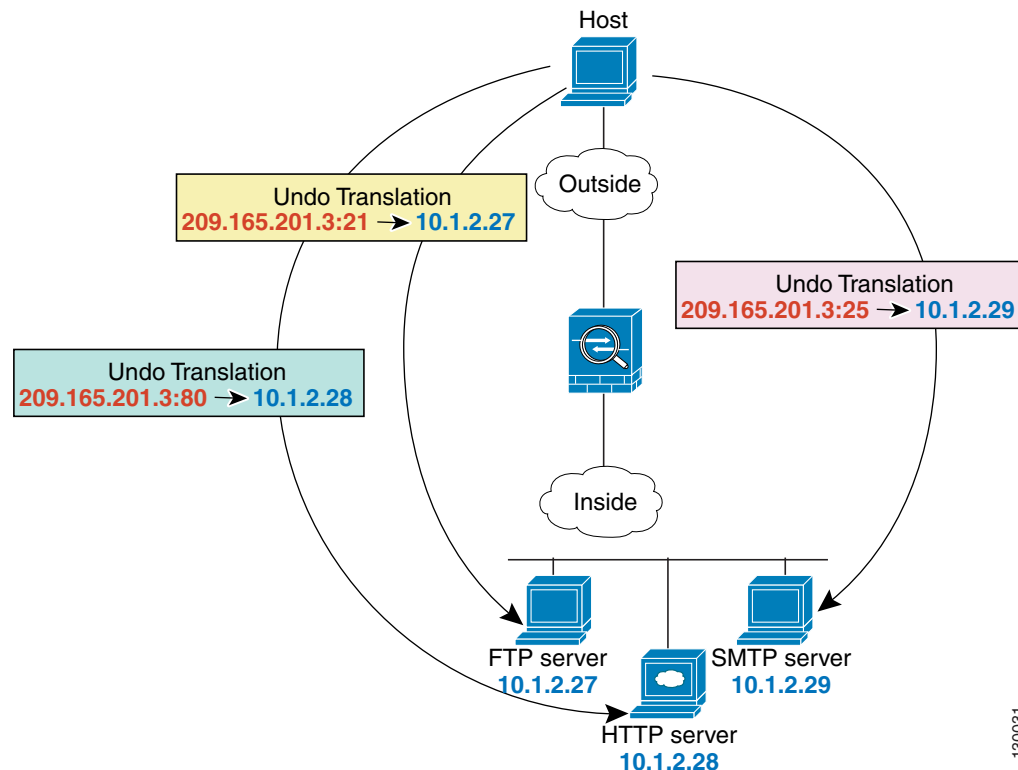 Host
Outside
Undo Translation
209.165.201.3:21 → 10.1.2.27
Undo Translation
209.165.201.3:25 → 10.1.2.29
Undo Translation
209.165.201.3:80 → 10.1.2.28
Inside
FTP server
10.1.2.27
SMTP server
10.1.2.29
HTTP server
10.1.2.28
130031